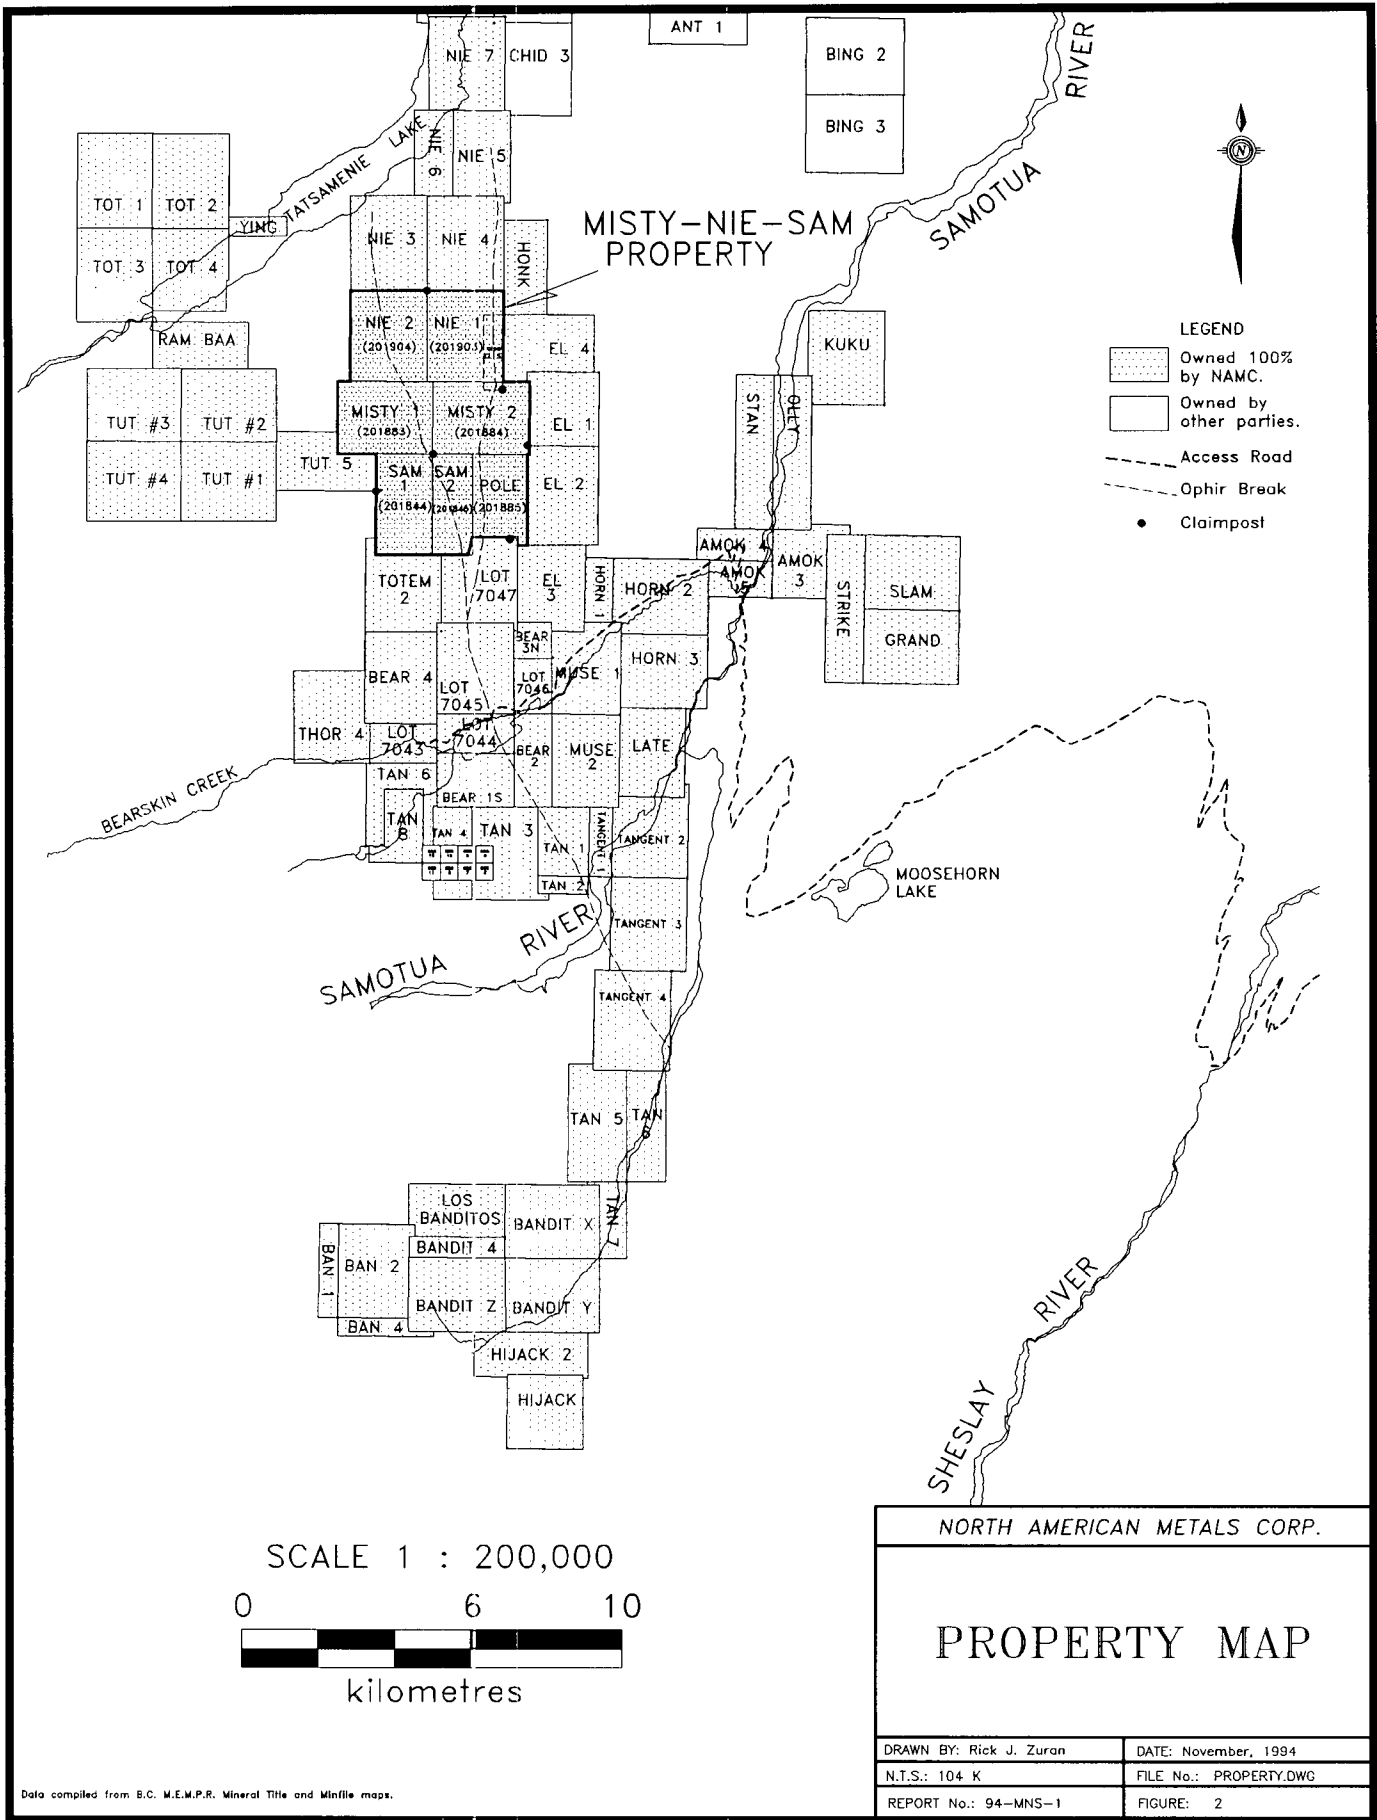 ANT 1
NIE 7
CHID 3
BING 2
RIVER
BING 3
NIE 6
NIE 5
TATSAMENIE LAKE
SAMOTUA
TOT 1
TOT 2
YING
MISTY-NIE-SAM
PROPERTY
NIE 3
NIE 4
HONK
TOT 3
TOT 4
N
NIE 2
(201904)
NIE 1
(201903)
RAM BAA
EL 4
KUKU
LEGEND
Owned 100%
by NAMC.
Owned by
other parties.
Access Road
Ophir Break
Claimpost
STAN
OLLY
MISTY 1
(201883)
MISTY 2
(201884)
EL 1
TUT #3
TUT #2
TUT 5
TUT #4
TUT #1
SAM
1
(201844)
SAM
2
POLE
(201885)
EL 2
AMOK 4
AMOK
5
AMOK
3
TOTEM
2
LOT
7047
EL
3
HORN 1
HORN 2
STRIKE
SLAM
GRAND
BEAR
3N
HORN 3
BEAR 4
LOT
7045
LOT
7046
MUSE 1
THOR 4
LOT
7043
LOT
7044
BEAR
2
MUSE
2
LATE
TAN 6
BEAR 1S
BEARSKIN CREEK
TAN
8
TAN 4
TAN 3
TAN 1
TANGENT 1
TANGENT 2
TAN 2
MOOSEHORN
LAKE
TANGENT 3
SAMOTUA RIVER
TANGENT 4
TAN 5
TAN
6
LOS
BANDITOS
BANDIT X
TAN 7
BANDIT 4
BAN 1
BAN 2
BANDIT Z
BANDIT Y
BAN 4
HIJACK 2
HIJACK
SHESLAY RIVER
SCALE 1 : 200,000
0 6 10
kilometres
NORTH AMERICAN METALS CORP.
PROPERTY MAP
DRAWN BY: Rick J. Zuran
DATE: November, 1994
N.T.S.: 104 K
FILE No.: PROPERTY.DWG
REPORT No.: 94-MNS-1
FIGURE: 2
Data compiled from B.C. M.E.M.P.R. Mineral Title and Minfile maps.